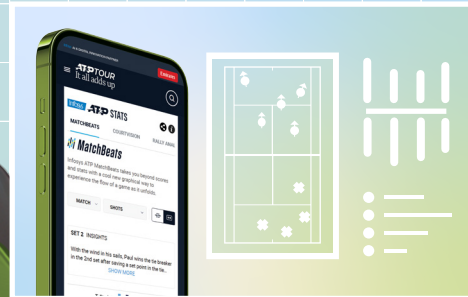 ATPTOUR
It all adds up
Emirates
Infosys ATP STATS
MATCHBEATS
COURTVISION
RALLY ANAL
MatchBeats
Infosys ATP MatchBeats takes you beyond scores
and stats with a cool new graphical way to
experience the flow of a game as it unfolds.
MATCH
SHOTS
SET 2 INSIGHTS
With the wind in his sails, Paul wins the tie breaker
in the 2nd set after saving a set point in the tie.
SHOW MORE